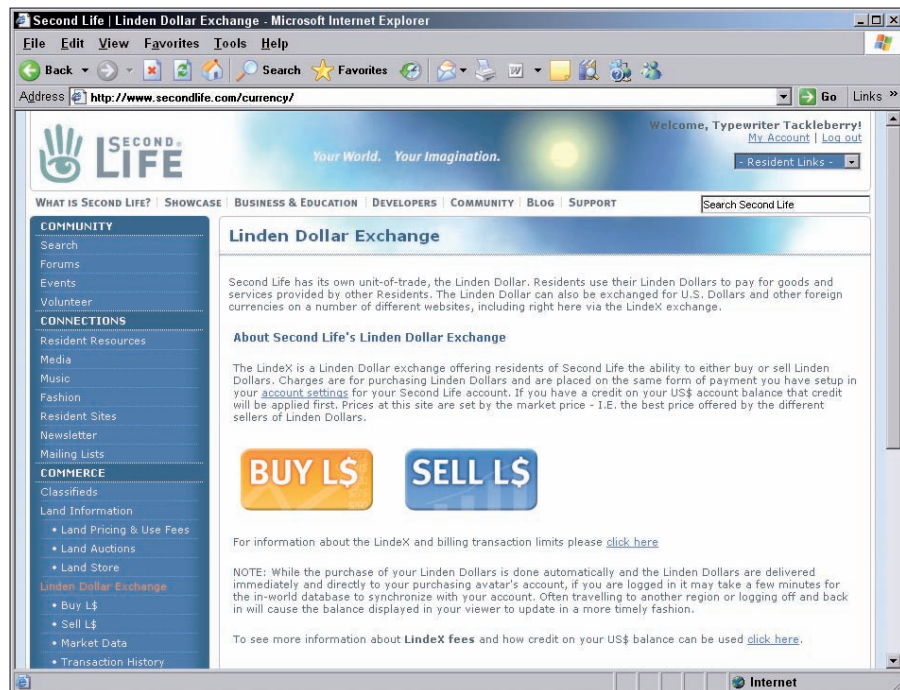 Second Life | Linden Dollar Exchange - Microsoft Internet Explorer
File Edit View Favorites Tools Help
Back Search Favorites
Address http://www.secondlife.com/currency/ Go Links »
Welcome, Typewriter Tackleberry!
My Account | Log out
SECOND LIFE
Your World. Your Imagination.
- Resident Links -
WHAT IS SECOND LIFE? | SHOWCASE | BUSINESS & EDUCATION | DEVELOPERS | COMMUNITY | BLOG | SUPPORT
Search Second Life
COMMUNITY
Search
Forums
Events
Volunteer
CONNECTIONS
Resident Resources
Media
Music
Fashion
Resident Sites
Newsletter
Mailing Lists
COMMERCE
Classifieds
Land Information
• Land Pricing & Use Fees
• Land Auctions
• Land Store
Linden Dollar Exchange
• Buy L$
• Sell L$
• Market Data
• Transaction History
Linden Dollar Exchange
Second Life has its own unit-of-trade, the Linden Dollar. Residents use their Linden Dollars to pay for goods and
services provided by other Residents. The Linden Dollar can also be exchanged for U.S. Dollars and other foreign
currencies on a number of different websites, including right here via the LindeX exchange.
About Second Life's Linden Dollar Exchange
The LindeX is a Linden Dollar exchange offering residents of Second Life the ability to either buy or sell Linden
Dollars. Charges are for purchasing Linden Dollars and are placed on the same form of payment you have setup in
your account settings for your Second Life account. If you have a credit on your US$ account balance that credit
will be applied first. Prices at this site are set by the market price - I.E. the best price offered by the different
sellers of Linden Dollars.
BUY L$ SELL L$
For information about the LindeX and billing transaction limits please click here
NOTE: While the purchase of your Linden Dollars is done automatically and the Linden Dollars are delivered
immediately and directly to your purchasing avatar's account, if you are logged in it may take a few minutes for
the in-world database to synchronize with your account. Often travelling to another region or logging off and back
in will cause the balance displayed in your viewer to update in a more timely fashion.
To see more information about LindeX fees and how credit on your US$ balance can be used click here.
Internet